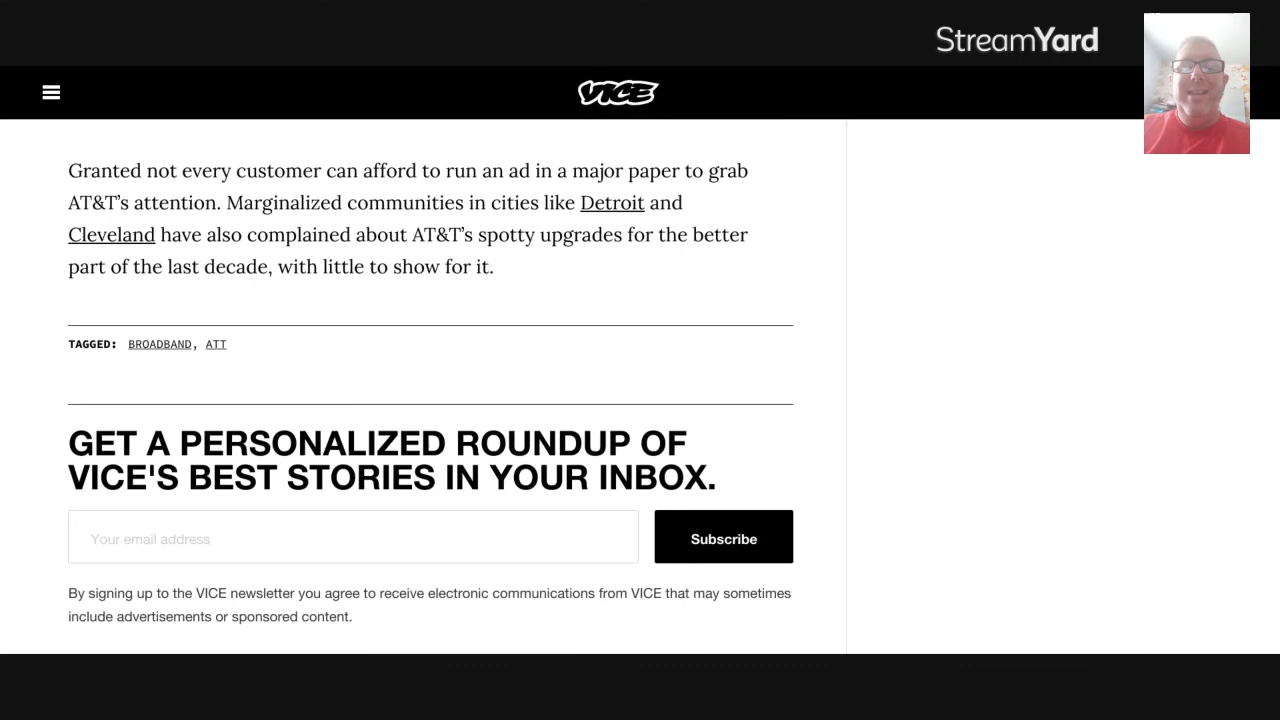 StreamYard
VICE
Granted not every customer can afford to run an ad in a major paper to grab
AT&T’s attention. Marginalized communities in cities like Detroit and
Cleveland have also complained about AT&T’s spotty upgrades for the better
part of the last decade, with little to show for it.
TAGGED: BROADBAND, ATT
GET A PERSONALIZED ROUNDUP OF
VICE'S BEST STORIES IN YOUR INBOX.
Your email address
Subscribe
By signing up to the VICE newsletter you agree to receive electronic communications from VICE that may sometimes
include advertisements or sponsored content.